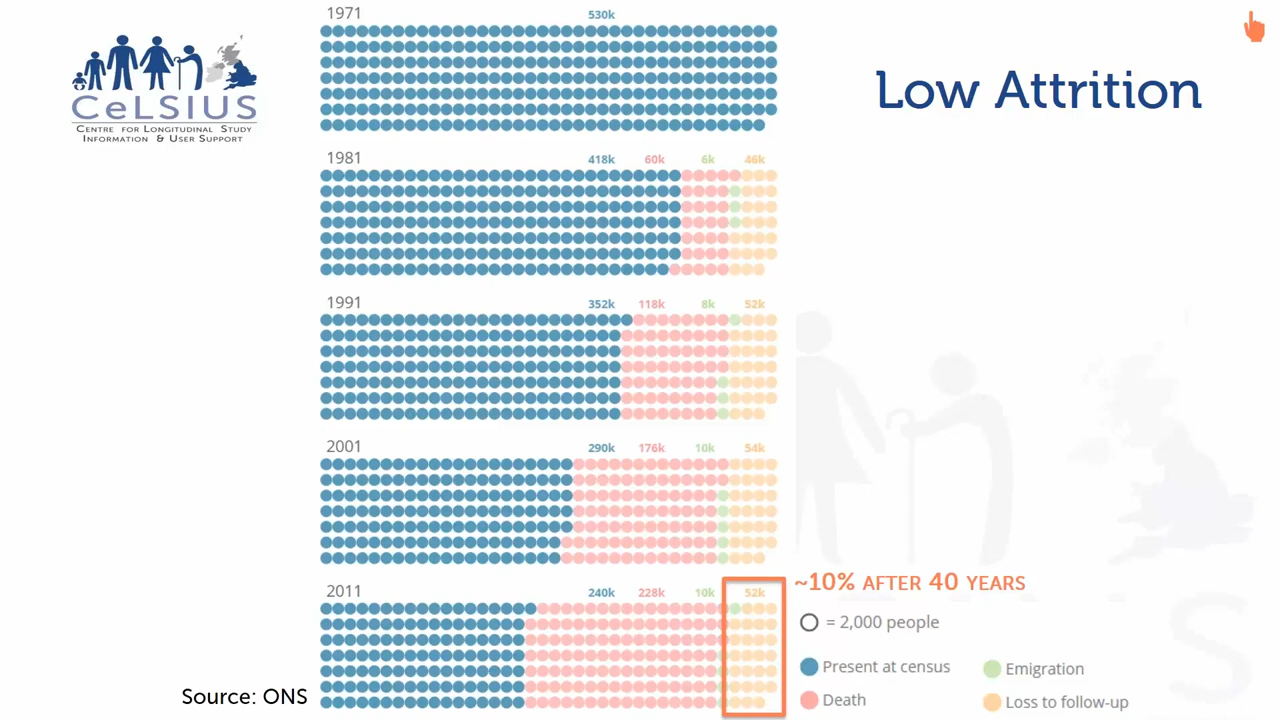 CeLSIUS
Centre for Longitudinal Study
Information & User Support
Low Attrition
1971
530k
1981
418k 60k 6k 46k
1991
352k 118k 8k 52k
2001
290k 176k 10k 54k
2011
240k 228k 10k 52k
~10% AFTER 40 YEARS
= 2,000 people
Present at census
Emigration
Death
Loss to follow-up
Source: ONS
S